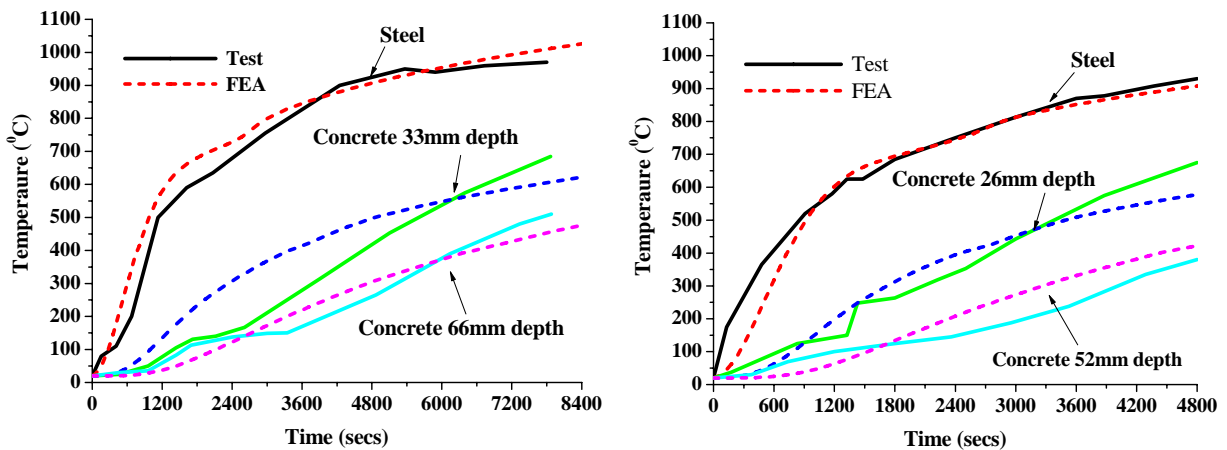 1100
1000
900
800
700
600
500
400
300
200
100
0
Temperaure (⁰C)
Steel
Test
FEA
Concrete 33mm depth
Concrete 66mm depth
0 1200 2400 3600 4800 6000 7200 8400
Time (secs)
1100
1000
900
800
700
600
500
400
300
200
100
0
Temperaure (⁰C)
Test
FEA
Steel
Concrete 26mm depth
Concrete 52mm depth
0 600 1200 1800 2400 3000 3600 4200 4800
Time (secs)